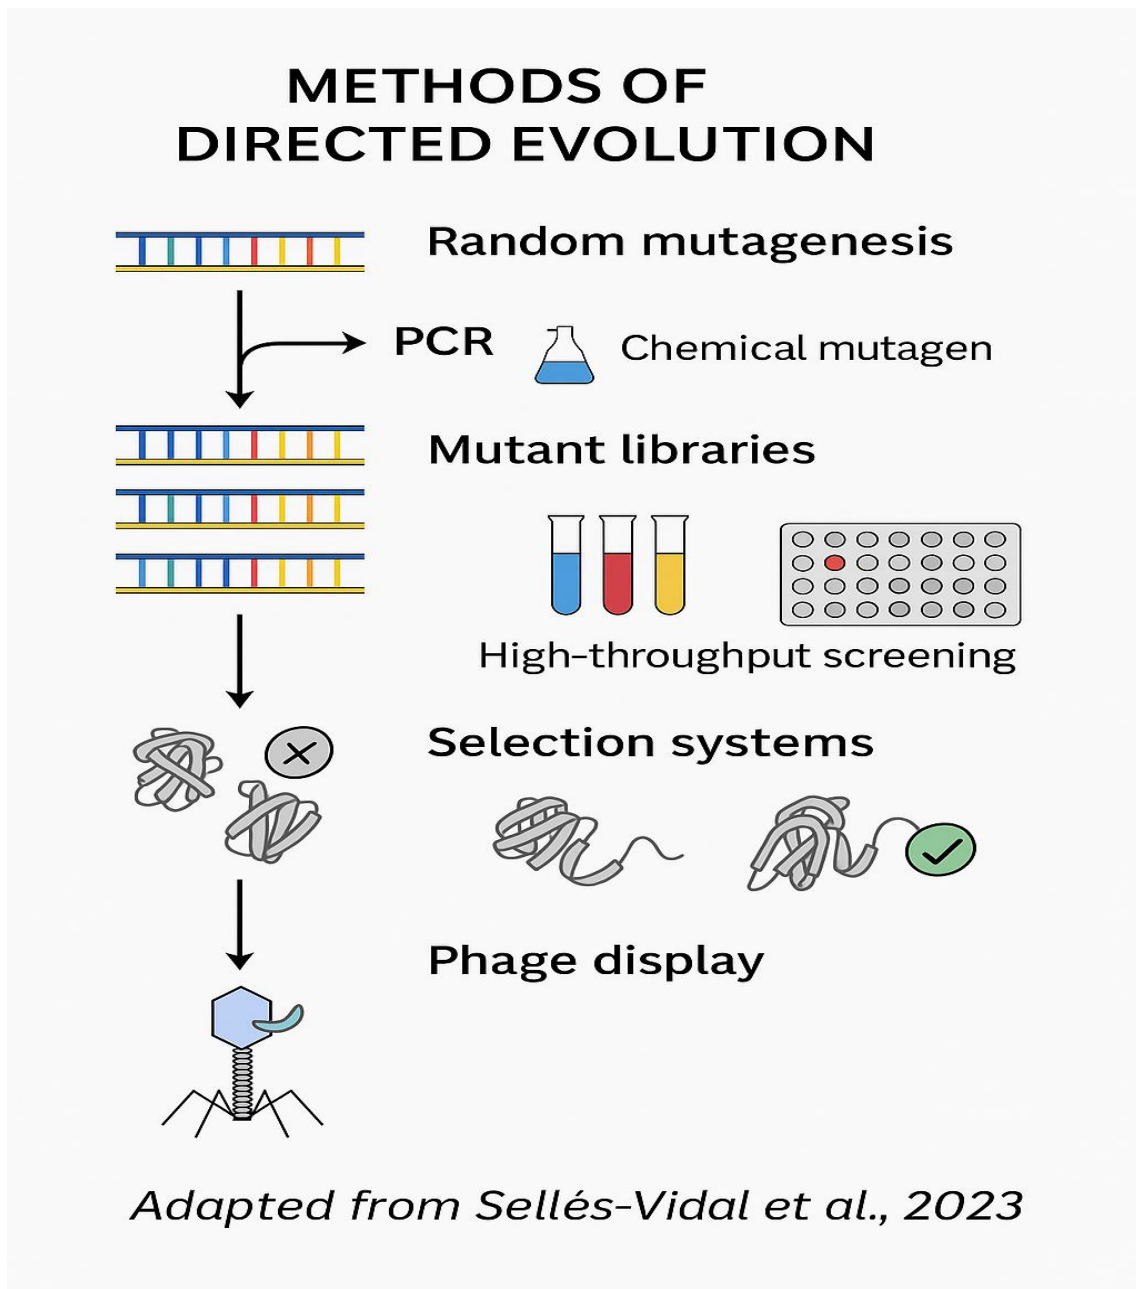 METHODS OF
DIRECTED EVOLUTION
Random mutagenesis
PCR
Chemical mutagen
Mutant libraries
High-throughput screening
Selection systems
Phage display
Adapted from Sellés-Vidal et al., 2023